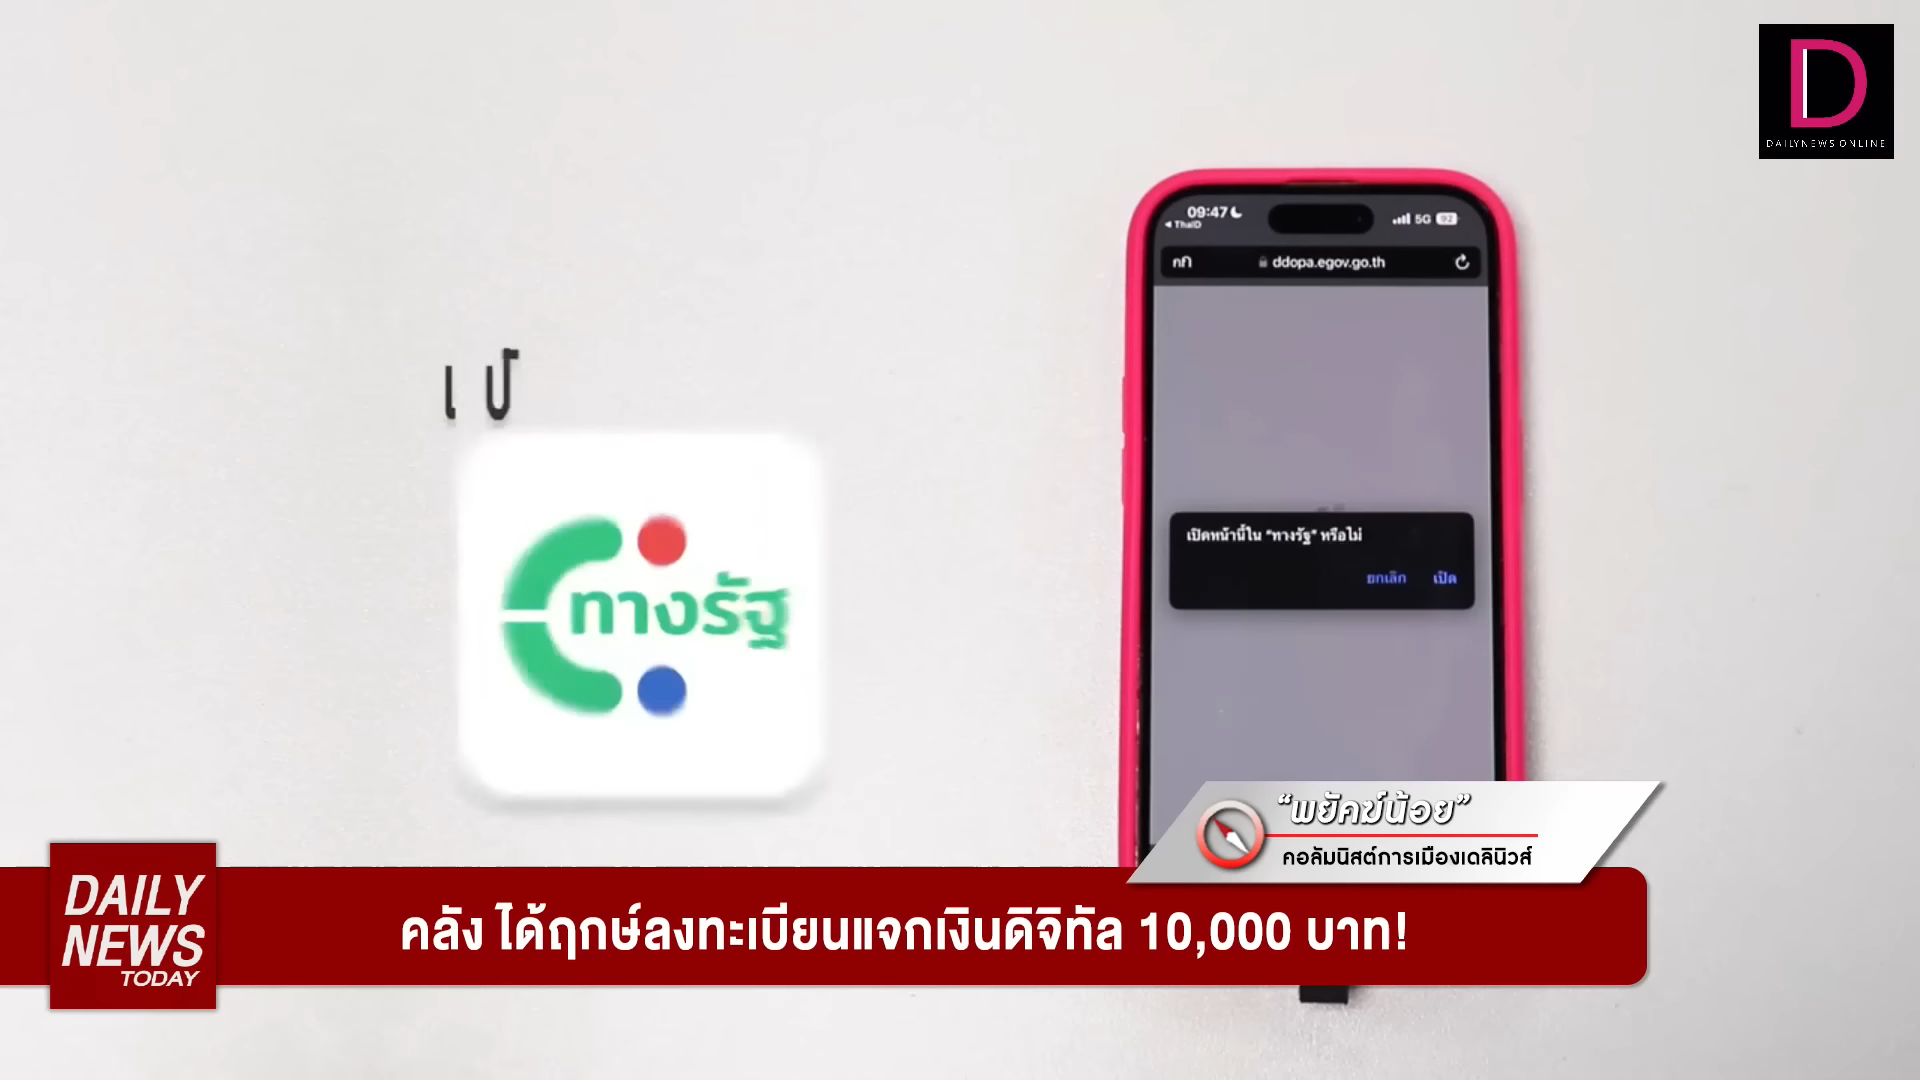 DAILYNEWS ONLINE
09:47
ThaiD
5G 92
กก
ddopa.egov.go.th
เปิดหน้านี้ใน "ทางรัฐ" หรือไม่
ยกเลิก เปิด
ทางรัฐ
“พยัคฆ์น้อย”
คอลัมนิสต์การเมืองเดลินิวส์
DAILY
NEWS
TODAY
คลัง ได้ฤกษ์ลงทะเบียนแจกเงินดิจิทัล 10,000 บาท!